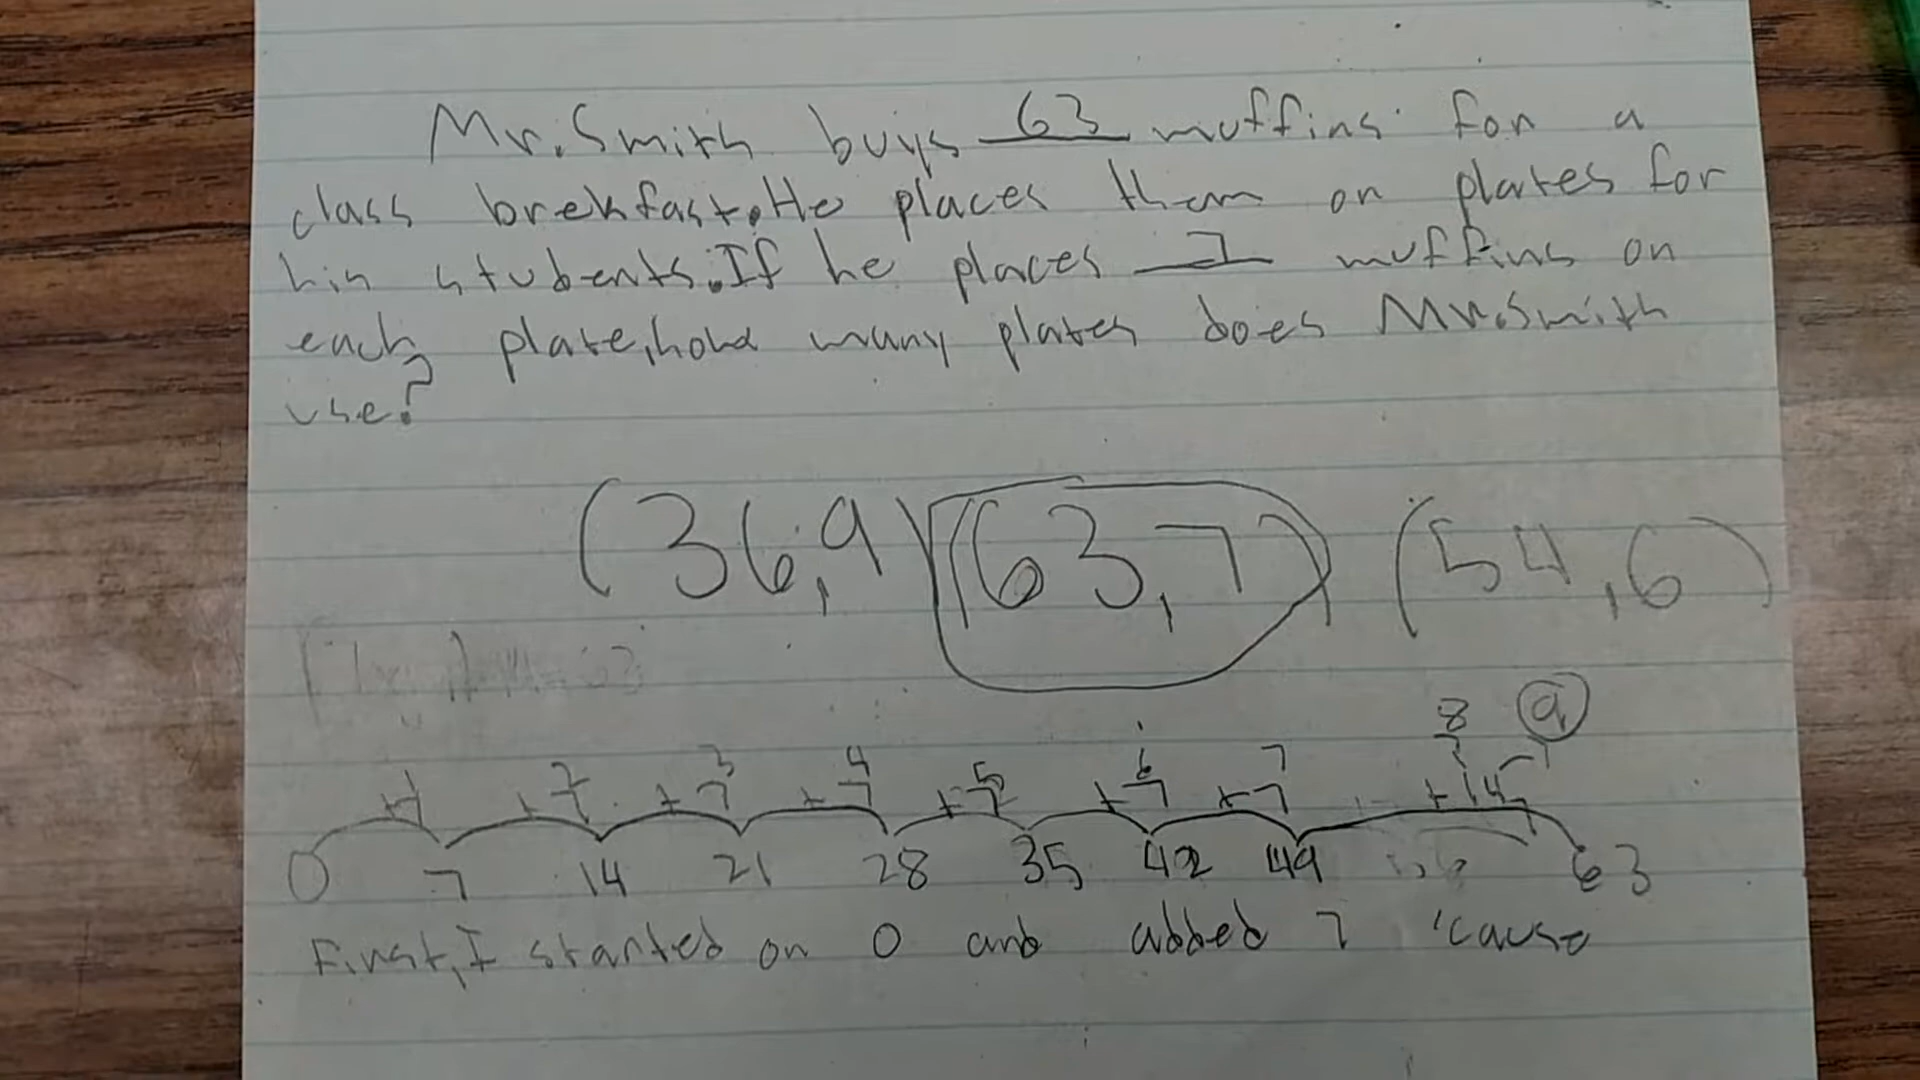 Mr. Smith buys 63 muffins for a
class brekfast. He places them on plates for
his students. If he places 7 muffins on
each plate, how many plates does Mr. Smith
use?
(36,9) (63,7) (54,6)
8 9
1 2 3 4 5 6 7
+7 +7 +7 +7 +7 +7 +14 7
0 7 14 21 28 35 42 49 63
First, I started on 0 and added 7 'cause